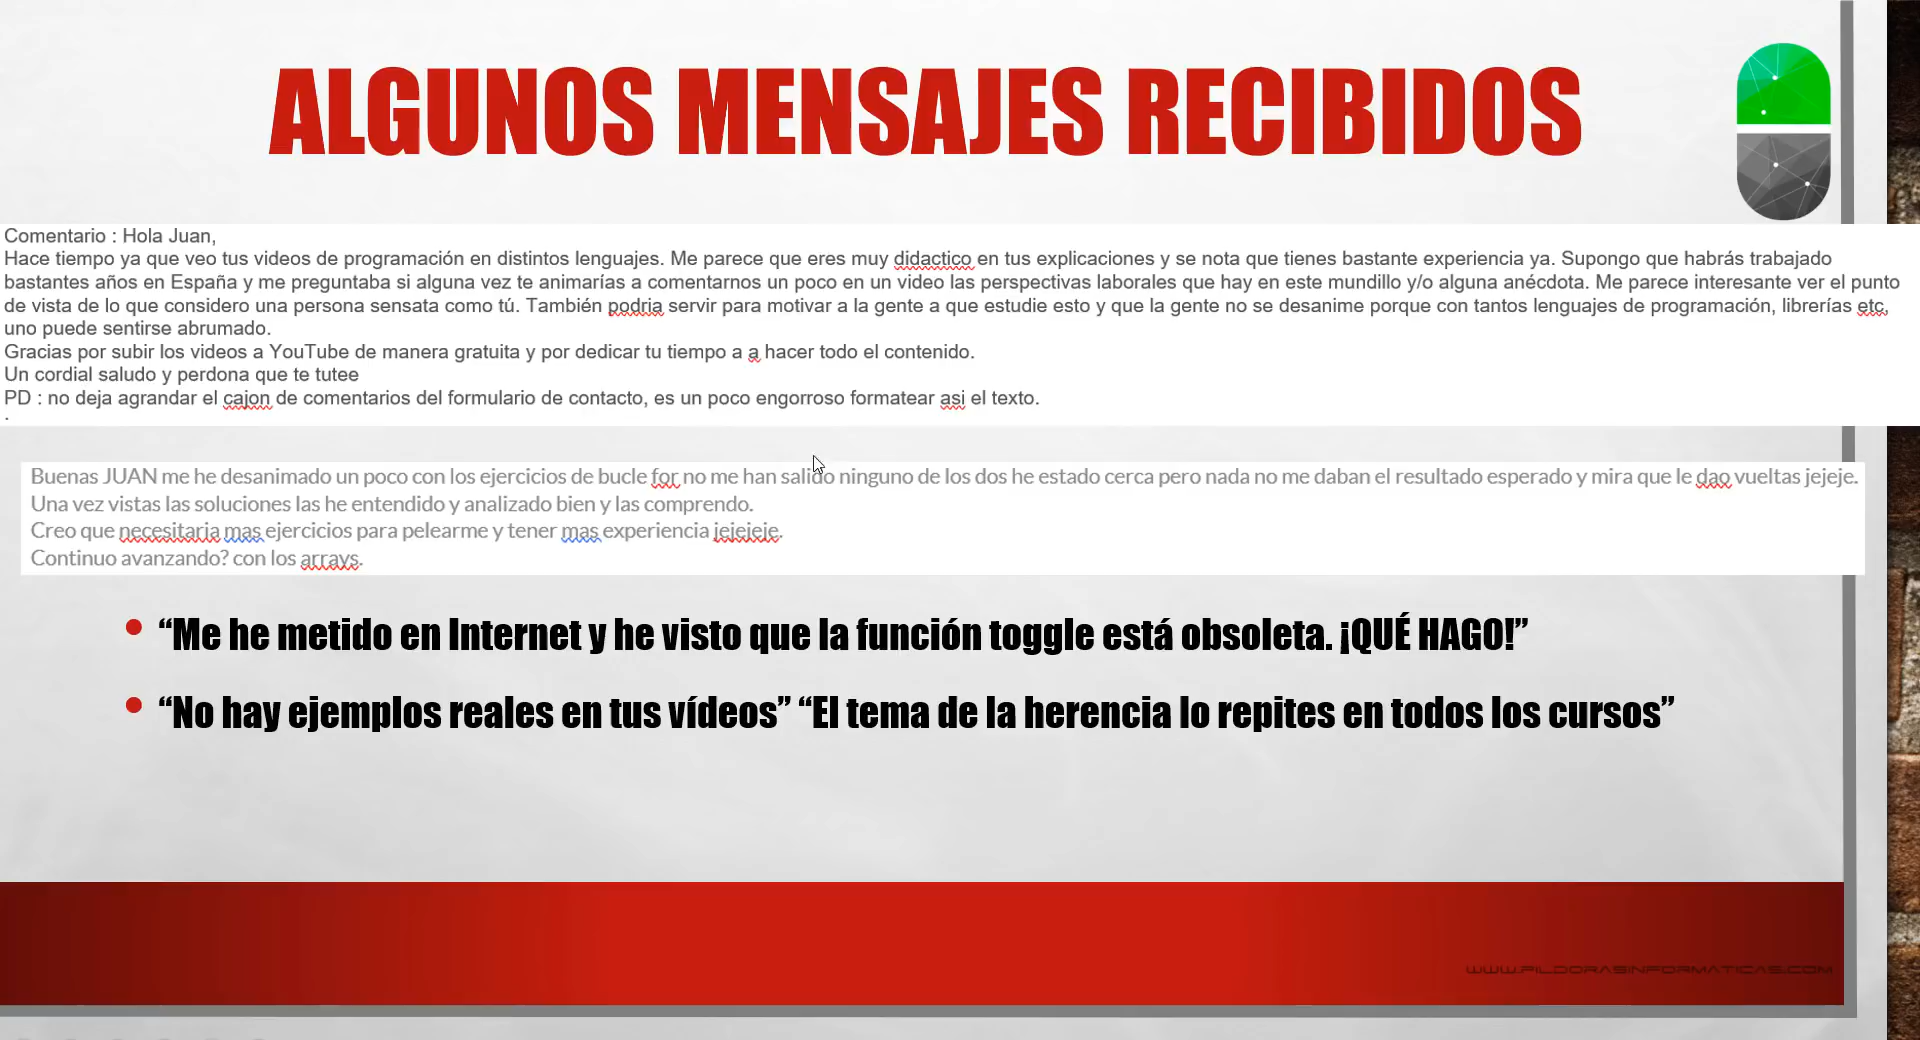 ALGUNOS MENSAJES RECIBIDOS
Comentario : Hola Juan,
Hace tiempo ya que veo tus videos de programación en distintos lenguajes. Me parece que eres muy didactico en tus explicaciones y se nota que tienes bastante experiencia ya. Supongo que habrás trabajado
bastantes años en España y me preguntaba si alguna vez te animarías a comentarnos un poco en un video las perspectivas laborales que hay en este mundillo y/o alguna anécdota. Me parece interesante ver el punto
de vista de lo que considero una persona sensata como tú. También podria servir para motivar a la gente a que estudie esto y que la gente no se desanime porque con tantos lenguajes de programación, librerías etc,
uno puede sentirse abrumado.
Gracias por subir los videos a YouTube de manera gratuita y por dedicar tu tiempo a a hacer todo el contenido.
Un cordial saludo y perdona que te tutee
PD : no deja agrandar el cajon de comentarios del formulario de contacto, es un poco engorroso formatear asi el texto.
.
Buenas JUAN me he desanimado un poco con los ejercicios de bucle for no me han salido ninguno de los dos he estado cerca pero nada no me daban el resultado esperado y mira que le dao vueltas jejeje.
Una vez vistas las soluciones las he entendido y analizado bien y las comprendo.
Creo que necesitaria mas ejercicios para pelearme y tener mas experiencia jejejeje.
Continuo avanzando? con los arrays.
• “Me he metido en Internet y he visto que la función toggle está obsoleta. ¡QUÉ HAGO!”
• “No hay ejemplos reales en tus vídeos” “El tema de la herencia lo repites en todos los cursos”
WWW.PILDORASINFORMATICAS.COM